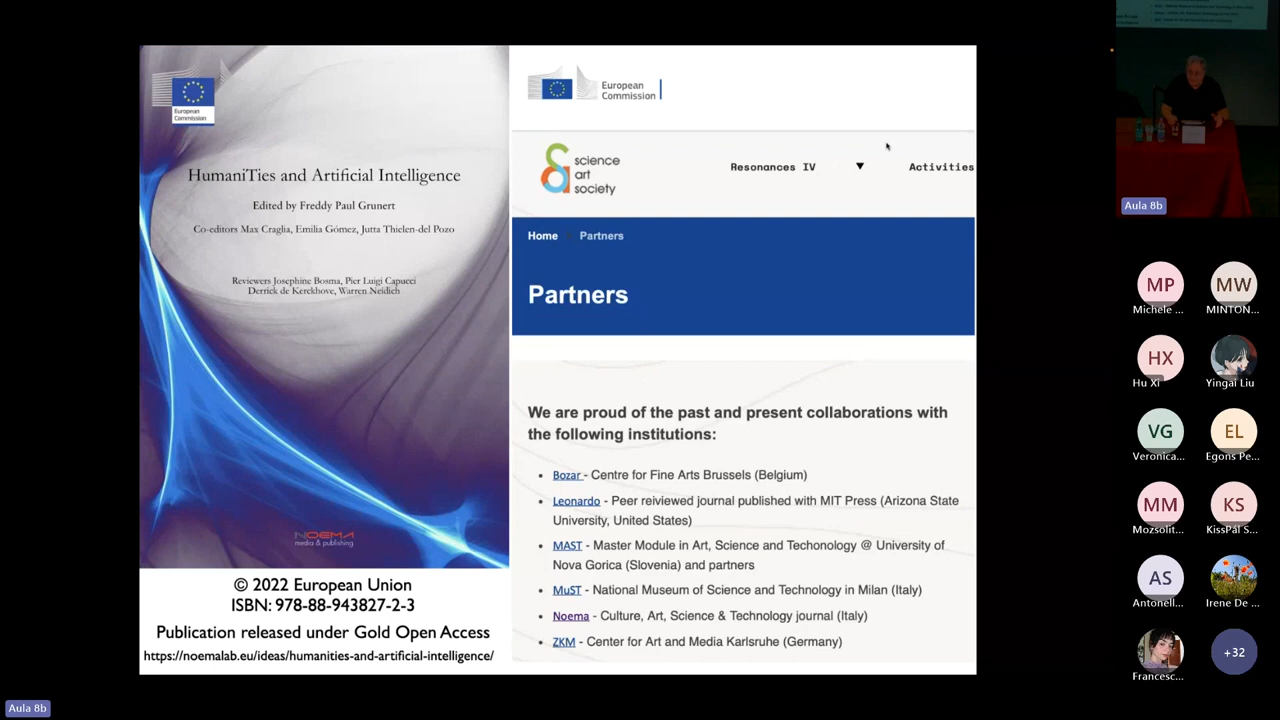 European
Commission
HumaniTies and Artificial Intelligence
Edited by Freddy Paul Grunert
Co-editors Max Craglia, Emilia Gómez, Jutta Thielen-del Pozo
Reviewers Josephine Bosma, Pier Luigi Capucci
Derrick de Kerckhove, Warren Neidich
NOEMA
media & publishing
© 2022 European Union
ISBN: 978-88-943827-2-3
Publication released under Gold Open Access
https://noemalab.eu/ideas/humanities-and-artificial-intelligence/
European
Commission
science
art
society
Resonances IV ▼ Activities
Home Partners
Partners
We are proud of the past and present collaborations with
the following institutions:
• Bozar - Centre for Fine Arts Brussels (Belgium)
• Leonardo - Peer reiviewed journal published with MIT Press (Arizona State
University, United States)
• MAST - Master Module in Art, Science and Techonology @ University of
Nova Gorica (Slovenia) and partners
• MuST - National Museum of Science and Technology in Milan (Italy)
• Noema - Culture, Art, Science & Technology journal (Italy)
• ZKM - Center for Art and Media Karlsruhe (Germany)
Aula 8b
MP MW
Michele ... MINTON...
HX
Hu Xi Yingai Liu
VG EL
Veronica... Egons Pe...
MM KS
Mozsolit... KissPál S...
AS
Antonell... Irene De ...
+32
Francesc...
Aula 8b